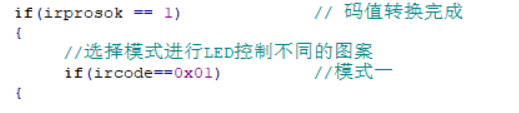 if(irprosok == 1) // 码值转换完成
{
//选择模式进行LED控制不同的图案
if(ircode==0x01) //模式一
{